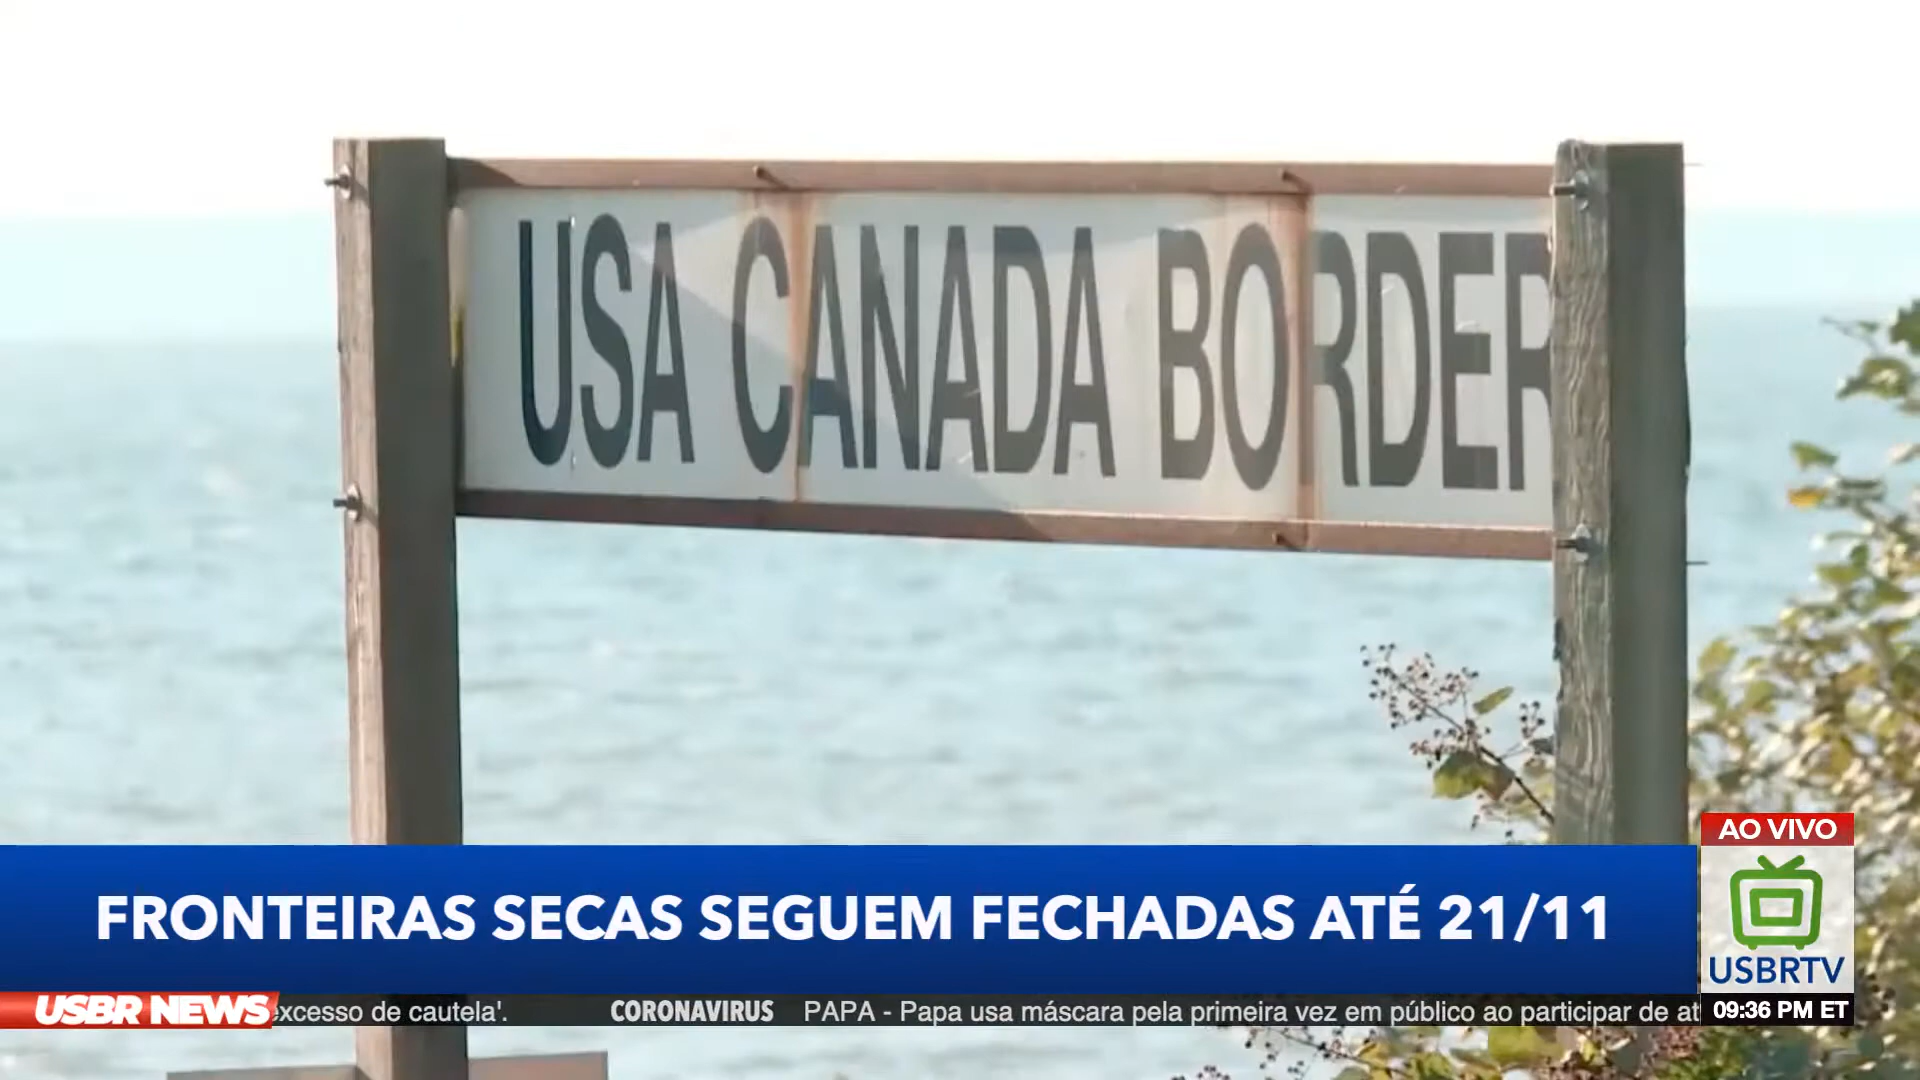 USA CANADA BORDER
AO VIVO
FRONTEIRAS SECAS SEGUEM FECHADAS ATÉ 21/11
USBRTV
USBR NEWS excesso de cautela'. CORONAVIRUS PAPA - Papa usa máscara pela primeira vez em público ao participar de at 09:36 PM ET